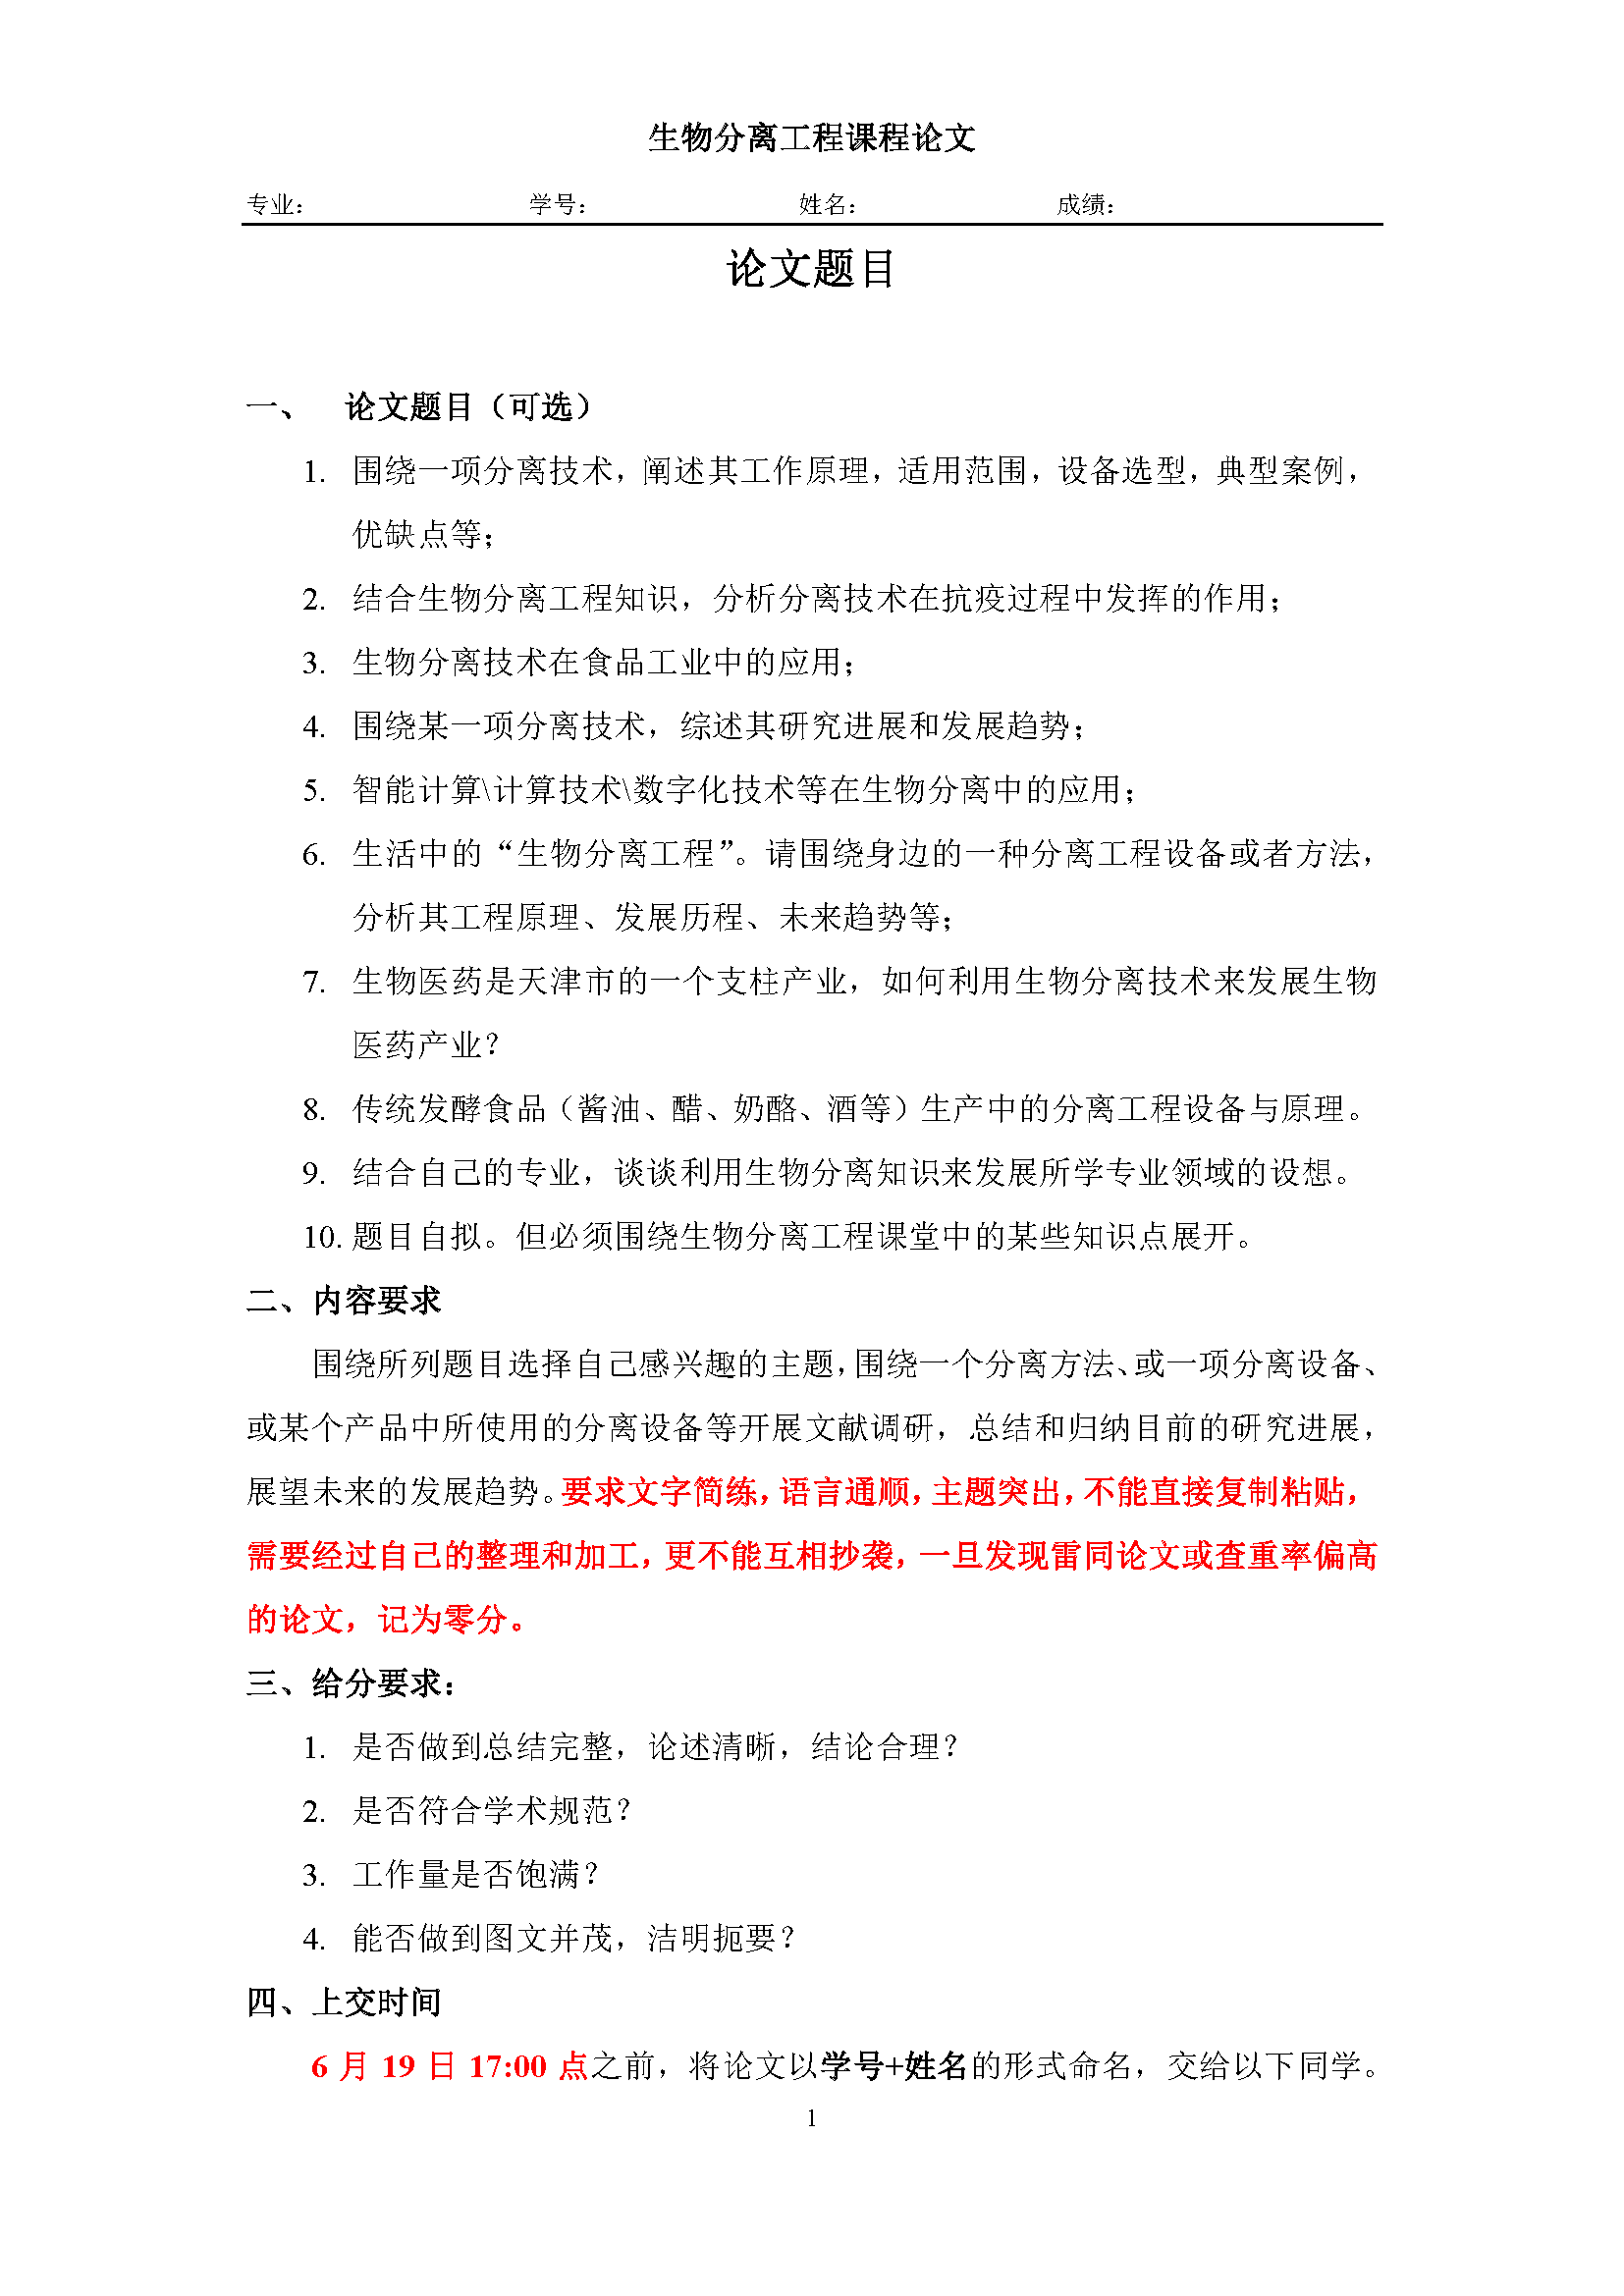 生物分离工程课程论文
专业： 学号： 姓名： 成绩：
论文题目
一、 论文题目（可选）
1. 围绕一项分离技术，阐述其工作原理，适用范围，设备选型，典型案例，
优缺点等；
2. 结合生物分离工程知识，分析分离技术在抗疫过程中发挥的作用；
3. 生物分离技术在食品工业中的应用；
4. 围绕某一项分离技术，综述其研究进展和发展趋势；
5. 智能计算\计算技术\数字化技术等在生物分离中的应用；
6. 生活中的“生物分离工程”。请围绕身边的一种分离工程设备或者方法，
分析其工程原理、发展历程、未来趋势等；
7. 生物医药是天津市的一个支柱产业，如何利用生物分离技术来发展生物
医药产业？
8. 传统发酵食品（酱油、醋、奶酪、酒等）生产中的分离工程设备与原理。
9. 结合自己的专业，谈谈利用生物分离知识来发展所学专业领域的设想。
10. 题目自拟。但必须围绕生物分离工程课堂中的某些知识点展开。
二、内容要求
围绕所列题目选择自己感兴趣的主题，围绕一个分离方法、或一项分离设备、
或某个产品中所使用的分离设备等开展文献调研，总结和归纳目前的研究进展，
展望未来的发展趋势。要求文字简练，语言通顺，主题突出，不能直接复制粘贴，
需要经过自己的整理和加工，更不能互相抄袭，一旦发现雷同论文或查重率偏高
的论文，记为零分。
三、给分要求：
1. 是否做到总结完整，论述清晰，结论合理？
2. 是否符合学术规范？
3. 工作量是否饱满？
4. 能否做到图文并茂，洁明扼要？
四、上交时间
6 月 19 日 17:00 点之前，将论文以学号+姓名的形式命名，交给以下同学。
1